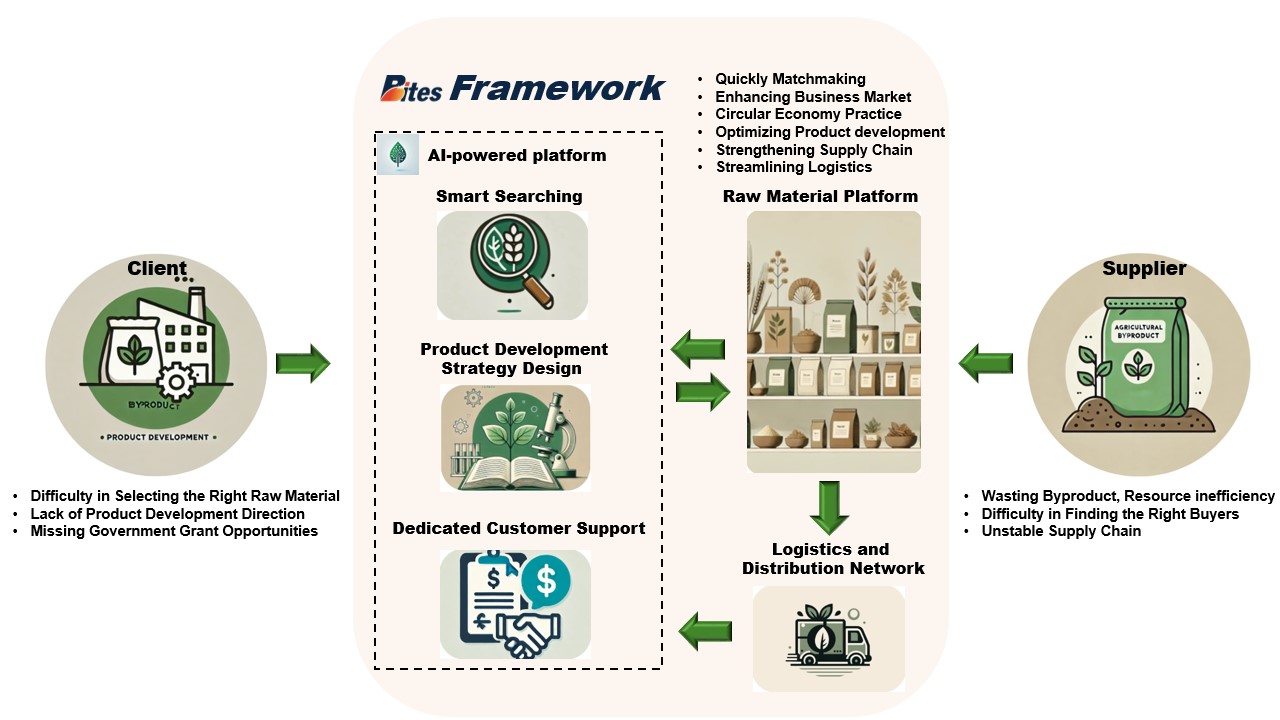 Bites Framework
• Quickly Matchmaking
• Enhancing Business Market
• Circular Economy Practice
• Optimizing Product development
• Strengthening Supply Chain
• Streamlining Logistics
AI-powered platform
Smart Searching
Product Development
Strategy Design
Dedicated Customer Support
$
$
Raw Material Platform
Logistics and
Distribution Network
Client
BYPRODUCT
• PRODUCT DEVELOPMENT •
• Difficulty in Selecting the Right Raw Material
• Lack of Product Development Direction
• Missing Government Grant Opportunities
Supplier
AGRICULTURAL
BYPRODUCT
• Wasting Byproduct, Resource inefficiency
• Difficulty in Finding the Right Buyers
• Unstable Supply Chain